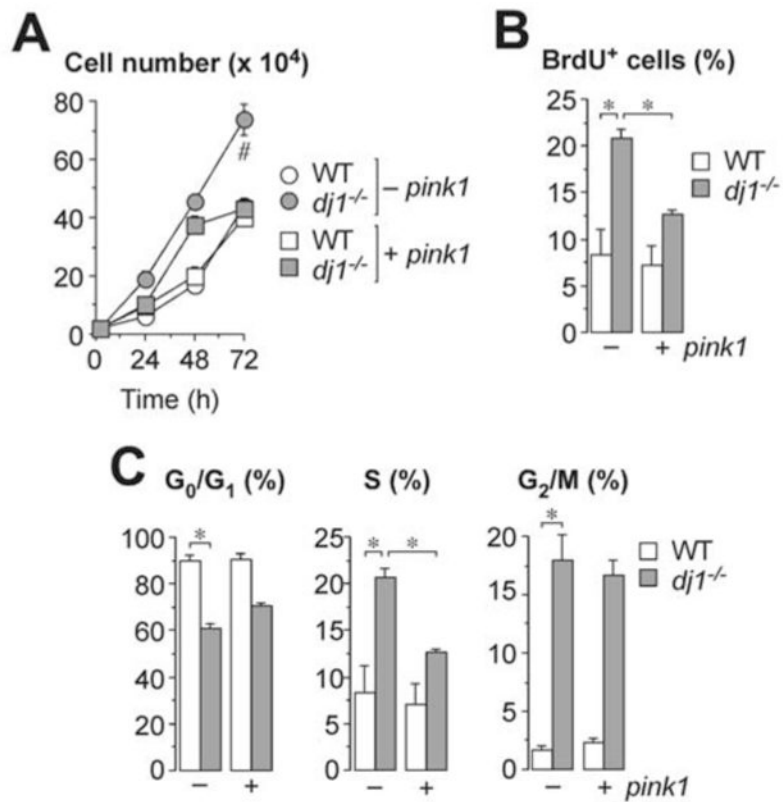 A
Cell number (x 10⁴)
80
60
40
20
0
0 24 48 72
Time (h)
#
WT
dj1-/-
– pink1
WT
dj1-/-
+ pink1
B
BrdU⁺ cells (%)
25
20
15
10
5
0
* *
– + pink1
WT
dj1-/-
C
G₀/G₁ (%)
100
80
60
40
80
0
*
– +
S (%)
25
20
15
10
5
0
* *
– +
G₂/M (%)
20
15
10
5
0
*
– + pink1
WT
dj1-/-